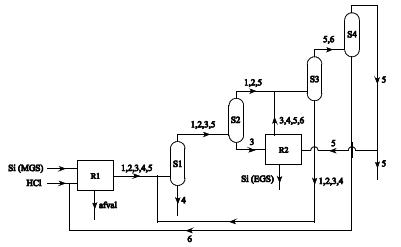 S4
5,6
1,2,5
S3
5
S2
3,4,5,6
1,2,3,5
3
R2
5
Si (MGS)
HCl
R1
1,2,3,4,5
S1
Si (EGS)
1,2,3,4
5
afval
4
6